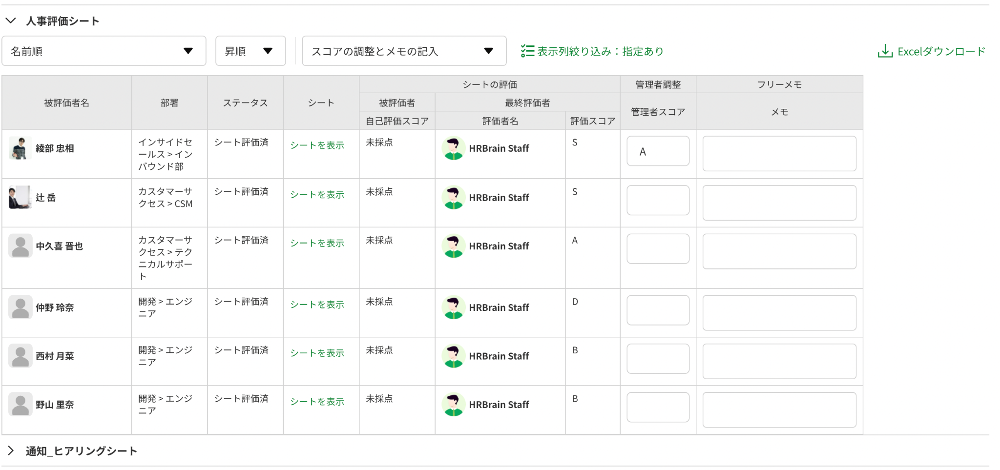 人事評価シート
名前順
昇順
スコアの調整とメモの記入
表示列絞り込み：指定あり
Excelダウンロード
被評価者名
部署
ステータス
シート
シートの評価
管理者調整
フリーメモ
被評価者
最終評価者
管理者スコア
メモ
自己評価スコア
評価者名
評価スコア
綾部 忠相
インサイドセ
ールス > イン
バウンド部
シート評価済
シートを表示
未採点
HRBrain Staff
S
A
辻 岳
カスタマーサ
クセス > CSM
シート評価済
シートを表示
未採点
HRBrain Staff
S
中久喜 晋也
カスタマーサ
クセス > テク
ニカルサポー
ト
シート評価済
シートを表示
未採点
HRBrain Staff
A
仲野 玲奈
開発 > エンジ
ニア
シート評価済
シートを表示
未採点
HRBrain Staff
D
西村 月菜
開発 > エンジ
ニア
シート評価済
シートを表示
未採点
HRBrain Staff
B
野山 里奈
開発 > エンジ
ニア
シート評価済
シートを表示
未採点
HRBrain Staff
B
通知_ヒアリングシート